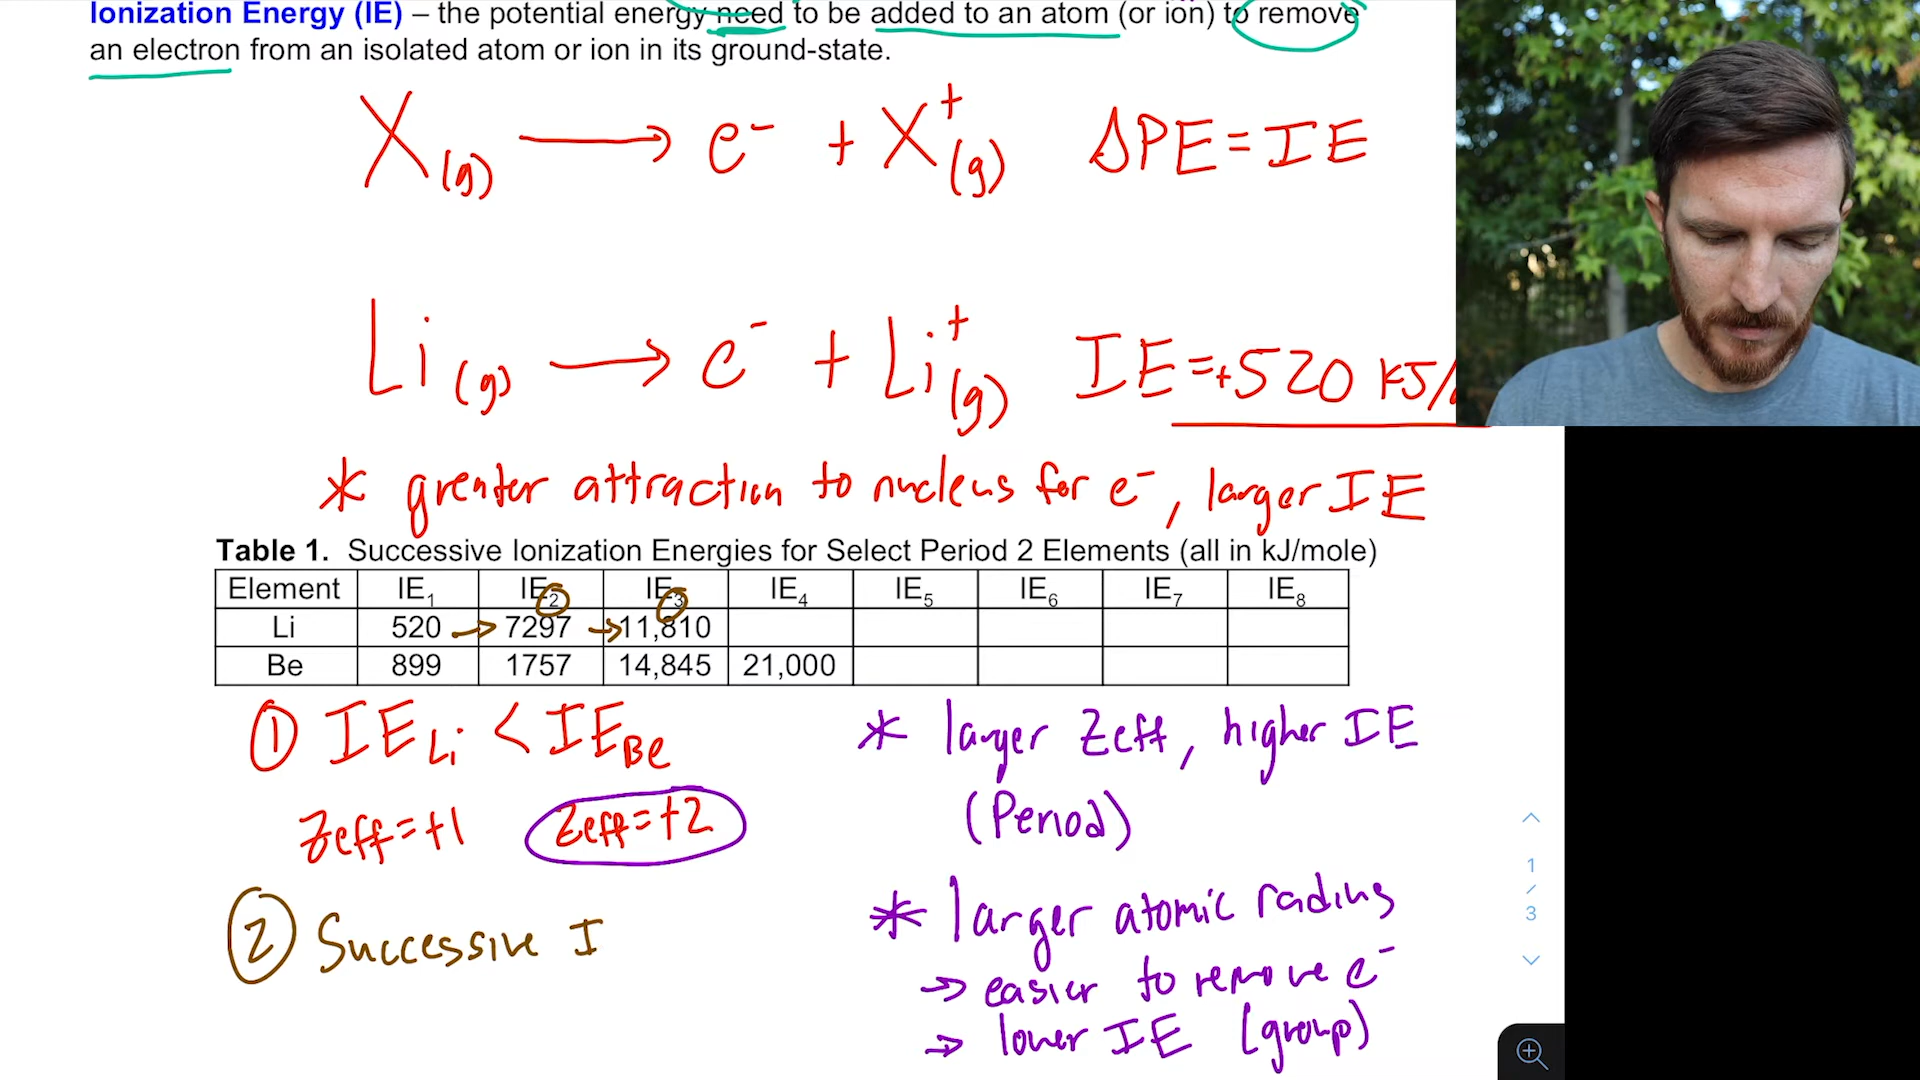 Ionization Energy (IE) – the potential energy need to be added to an atom (or ion) to remove
an electron from an isolated atom or ion in its ground-state.
X(g) → e⁻ + X⁺(g) ΔPE = IE
Li(g) → e⁻ + Li⁺(g) IE = +520 kJ/
* greater attraction to nucleus for e⁻, larger IE
Table 1. Successive Ionization Energies for Select Period 2 Elements (all in kJ/mole)
Element IE₁ IE₂ IE₃ IE₄ IE₅ IE₆ IE₇ IE₈
Li 520 → 7297 → 11,810
Be 899 1757 14,845 21,000
① IE Li < IE Be
Zeff = +1 Zeff = +2
② Successive I
* larger Zeff, higher IE
(Period)
* larger atomic radius
→ easier to remove e⁻
→ lower IE (group)
1
/
3